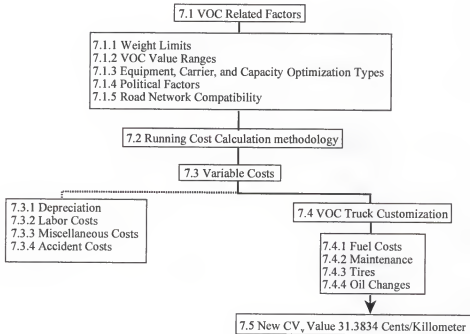 7.1 VOC Related Factors
7.1.1 Weight Limits
7.1.2 VOC Value Ranges
7.1.3 Equipment, Carrier, and Capacity Optimization Types
7.1.4 Political Factors
7.1.5 Road Network Compatibility
7.2 Running Cost Calculation methodology
7.3 Variable Costs
7.3.1 Depreciation
7.3.2 Labor Costs
7.3.3 Miscellaneous Costs
7.3.4 Accident Costs
7.4 VOC Truck Customization
7.4.1 Fuel Costs
7.4.2 Maintenance
7.4.3 Tires
7.4.4 Oil Changes
7.5 New CVv Value 31.3834 Cents/Killometer